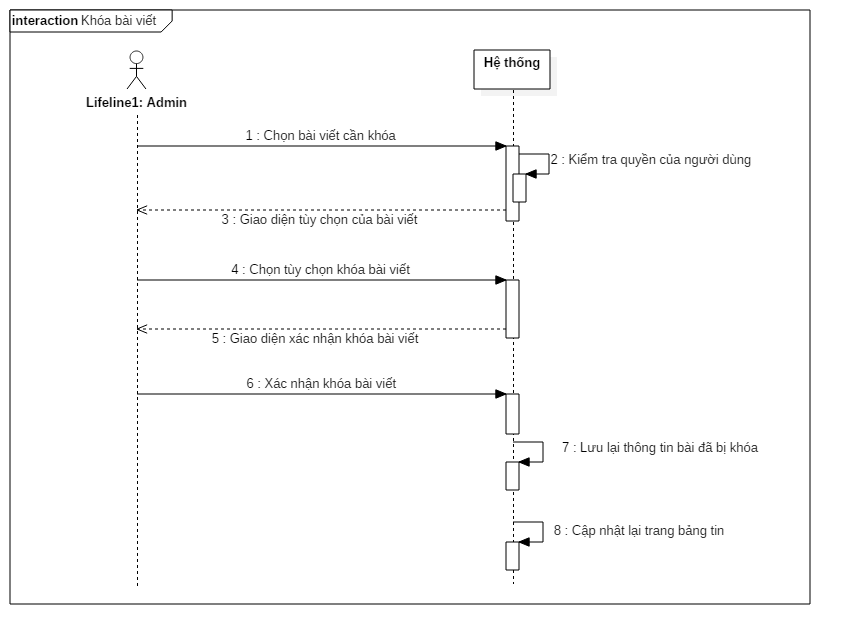 interaction Khóa bài viết
Hệ thống
Lifeline1: Admin
1 : Chọn bài viết cần khóa
2 : Kiểm tra quyền của người dùng
3 : Giao diện tùy chọn của bài viết
4 : Chọn tùy chọn khóa bài viết
5 : Giao diện xác nhận khóa bài viết
6 : Xác nhận khóa bài viết
7 : Lưu lại thông tin bài đã bị khóa
8 : Cập nhật lại trang bảng tin